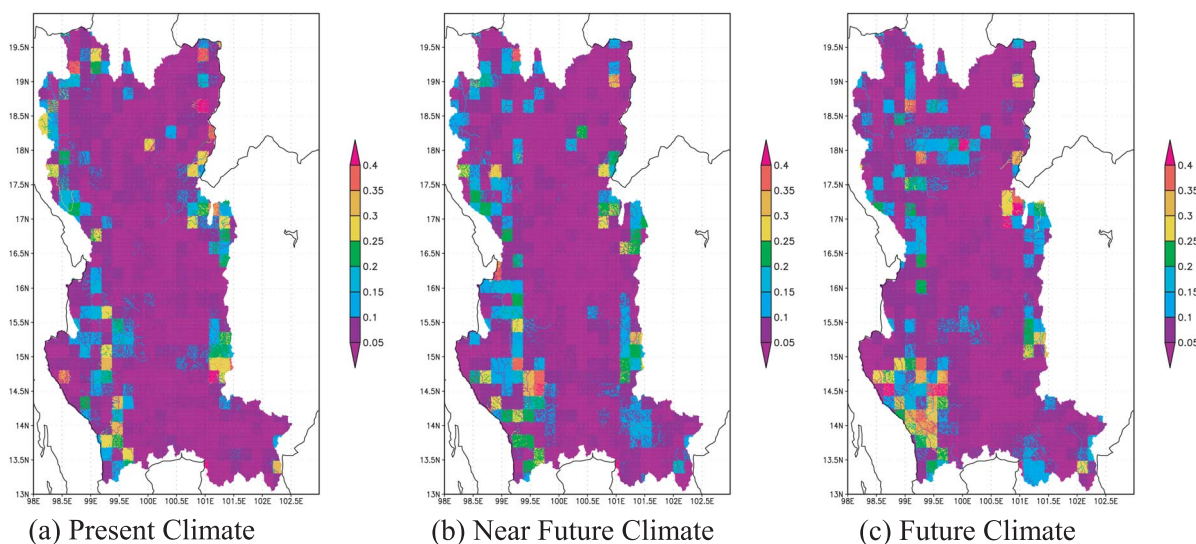 19.5N
19N
18.5N
18N
17.5N
17N
16.5N
16N
15.5N
15N
14.5N
14N
13.5N
13N
98E 98.5E 99E 99.5E 100E 100.5E 101E 101.5E 102E 102.5E
0.4
0.35
0.3
0.25
0.2
0.15
0.1
0.05
(a) Present Climate
19.5N
19N
18.5N
18N
17.5N
17N
16.5N
16N
15.5N
15N
14.5N
14N
13.5N
13N
98E 98.5E 99E 99.5E 100E 100.5E 101E 101.5E 102E 102.5E
0.4
0.35
0.3
0.25
0.2
0.15
0.1
0.05
(b) Near Future Climate
19.5N
19N
18.5N
18N
17.5N
17N
16.5N
16N
15.5N
15N
14.5N
14N
13.5N
13N
98E 98.5E 99E 99.5E 100E 100.5E 101E 101.5E 102E 102.5E
0.4
0.35
0.3
0.25
0.2
0.15
0.1
0.05
(c) Future Climate